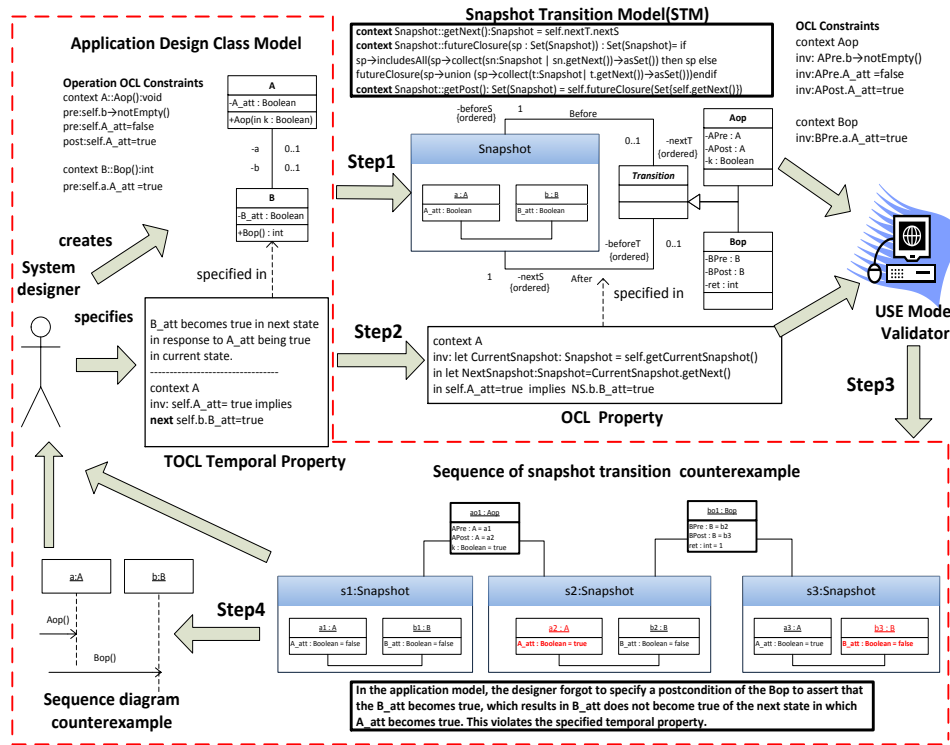 Snapshot Transition Model(STM)
context Snapshot::getNext():Snapshot = self.nextT.nextS
context Snapshot::futureClosure(sp : Set(Snapshot)) : Set(Snapshot)= if
sp→includesAll(sp→collect(sn:Snapshot | sn.getNext())→asSet()) then sp else
futureClosure(sp→union (sp→collect(t:Snapshot| t.getNext())→asSet()))endif
context Snapshot::getPost(): Set(Snapshot) = self.futureClosure(Set{self.getNext()})
Application Design Class Model
Operation OCL Constraints
context A::Aop():void
pre:self.b→notEmpty()
pre:self.A_att=false
post:self.A_att=true
context B::Bop():int
pre:self.a.A_att =true
A
-A_att : Boolean
+Aop(in k : Boolean)
-a
0..1
-b
0..1
B
-B_att : Boolean
+Bop() : int
creates
System
designer
specifies
specified in
B_att becomes true in next state
in response to A_att being true
in current state.
--------------------------------
context A
inv: self.A_att= true implies
next self.b.B_att=true
TOCL Temporal Property
Step1
-beforeS
{ordered}
1
Before
0..1
-nextT
{ordered}
Snapshot
a : A
A_att : Boolean
b : B
B_att : Boolean
Transition
Aop
-APre : A
-APost : A
-k : Boolean
Bop
-BPre : B
-BPost : B
-ret : int
-beforeT
{ordered}
0..1
1
-nextS
{ordered}
After
specified in
OCL Constraints
context Aop
inv: APre.b→notEmpty()
inv:APre.A_att =false
inv:APost.A_att=true
context Bop
inv:BPre.a.A_att=true
USE Model
Validator
Step2
context A
inv: let CurrentSnapshot: Snapshot = self.getCurrentSnapshot()
in let NextSnapshot:Snapshot=CurrentSnapshot.getNext()
in self.A_att=true implies NS.b.B_att=true
OCL Property
Step3
Sequence of snapshot transition counterexample
ao1 : Aop
APre : A = a1
APost : A = a2
k : Boolean = true
bo1 : Bop
BPre : B = b2
BPost : B = b3
ret : int = 1
s1:Snapshot
a1 : A
A_att : Boolean = false
b1 : B
B_att : Boolean = false
s2:Snapshot
a2 : A
A_att : Boolean = true
b2 : B
B_att : Boolean = false
s3:Snapshot
a3 : A
A_att : Boolean = true
b3 : B
B_att : Boolean = false
Step4
a:A
b:B
Aop()
Bop()
Sequence diagram
counterexample
In the application model, the designer forgot to specify a postcondition of the Bop to assert that
the B_att becomes true, which results in B_att does not become true of the next state in which
A_att becomes true. This violates the specified temporal property.